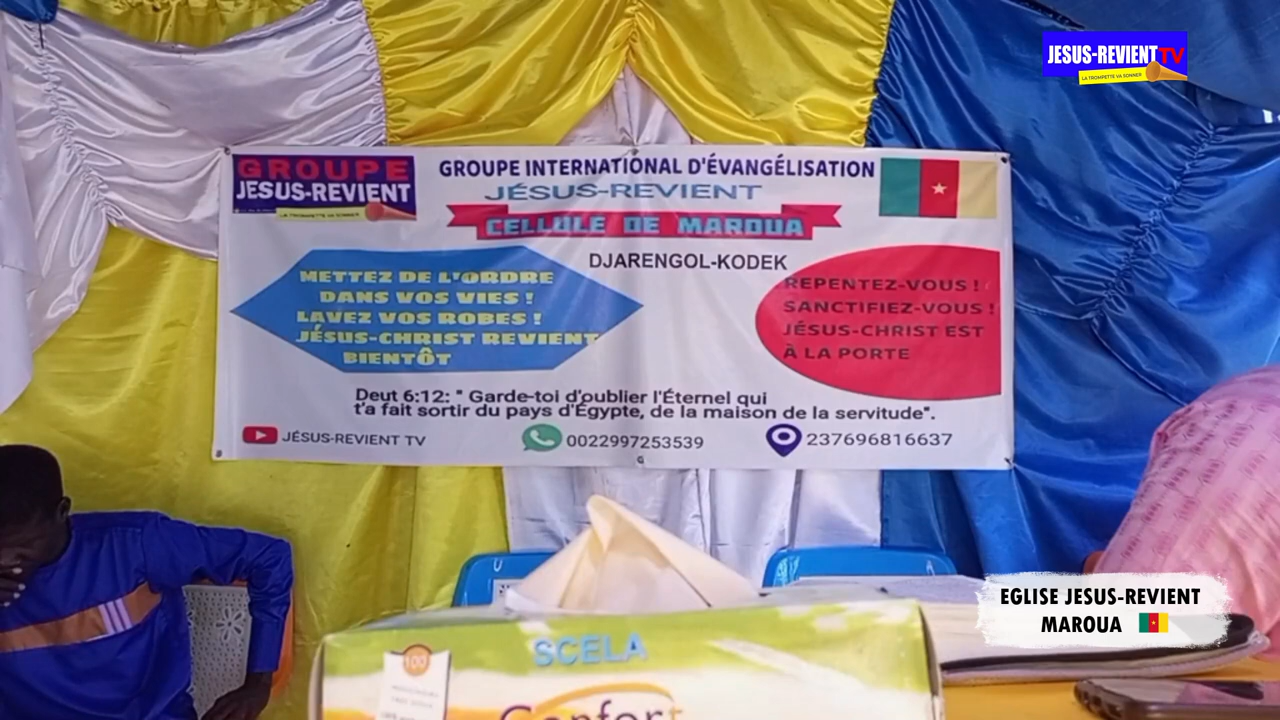 JESUS-REVIENT TV
LA TROMPETTE VA SONNER
GROUPE
JESUS-REVIENT
LA TROMPETTE VA SONNER
GROUPE INTERNATIONAL D'ÉVANGÉLISATION
JÉSUS-REVIENT
CELLULE DE MAROUA
DJARENGOL-KODEK
METTEZ DE L'ORDRE
DANS VOS VIES !
LAVEZ VOS ROBES !
JÉSUS-CHRIST REVIENT
BIENTÔT
REPENTEZ-VOUS !
SANCTIFIEZ-VOUS !
JÉSUS-CHRIST EST
À LA PORTE
Deut 6:12: " Garde-toi d'oublier l'Éternel qui
t'a fait sortir du pays d'Égypte, de la maison de la servitude".
JÉSUS-REVIENT TV
0022997253539
237696816637
EGLISE JESUS-REVIENT
MAROUA
SCELA
100
Confort